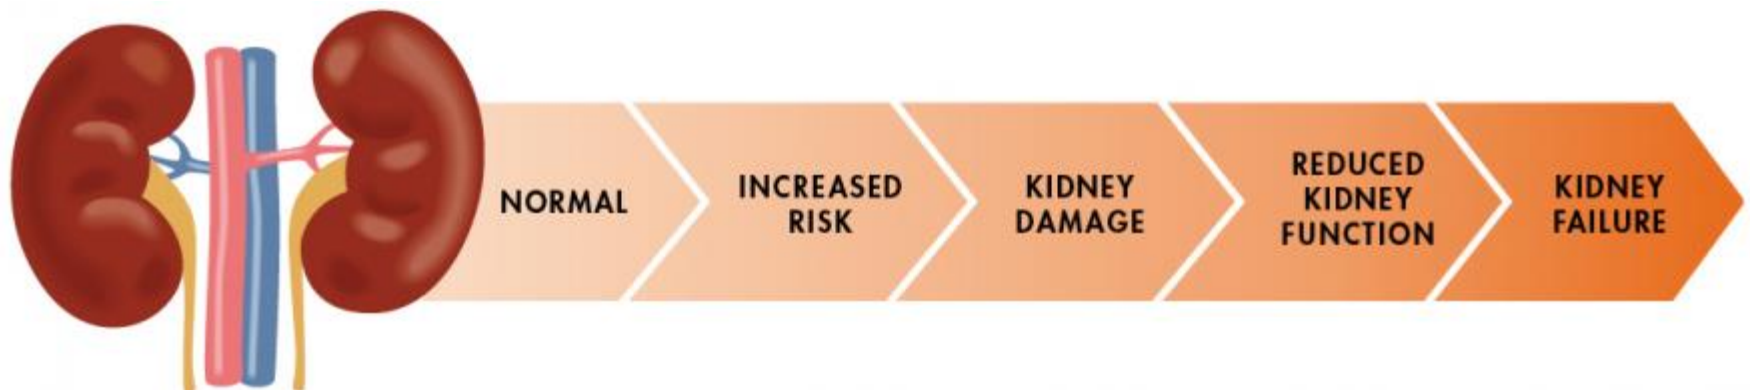 NORMAL
INCREASED
RISK
KIDNEY
DAMAGE
REDUCED
KIDNEY
FUNCTION
KIDNEY
FAILURE